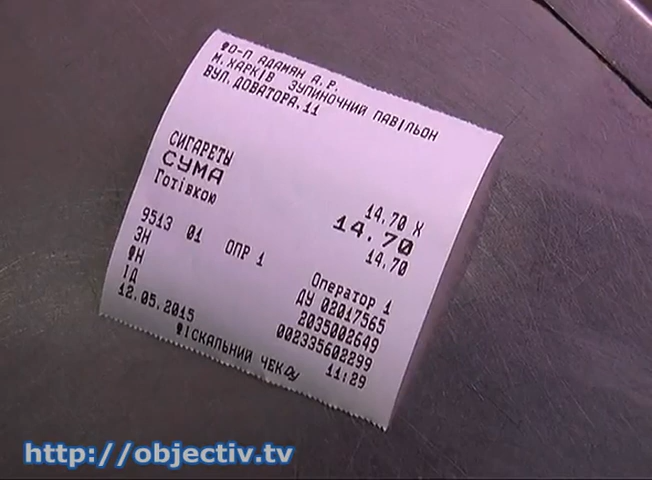 ФО-П АДАМЯН А.Р.
М.ХАРКІВ ЗУПИНОЧНИЙ ПАВІЛЬОН
ВУЛ.ДОВАТОРА,11
СИГАРЕТЫ 14.70 Х
СУМА 14.70
Готівкою 14.70
9513 01 ОПР 1 Оператор 1
ЗН ДУ 02017565
ФН 2035002649
ІД 002335602299
12.05.2015 11:29
ФІСКАЛЬНИЙ ЧЕК
http://objectiv.tv